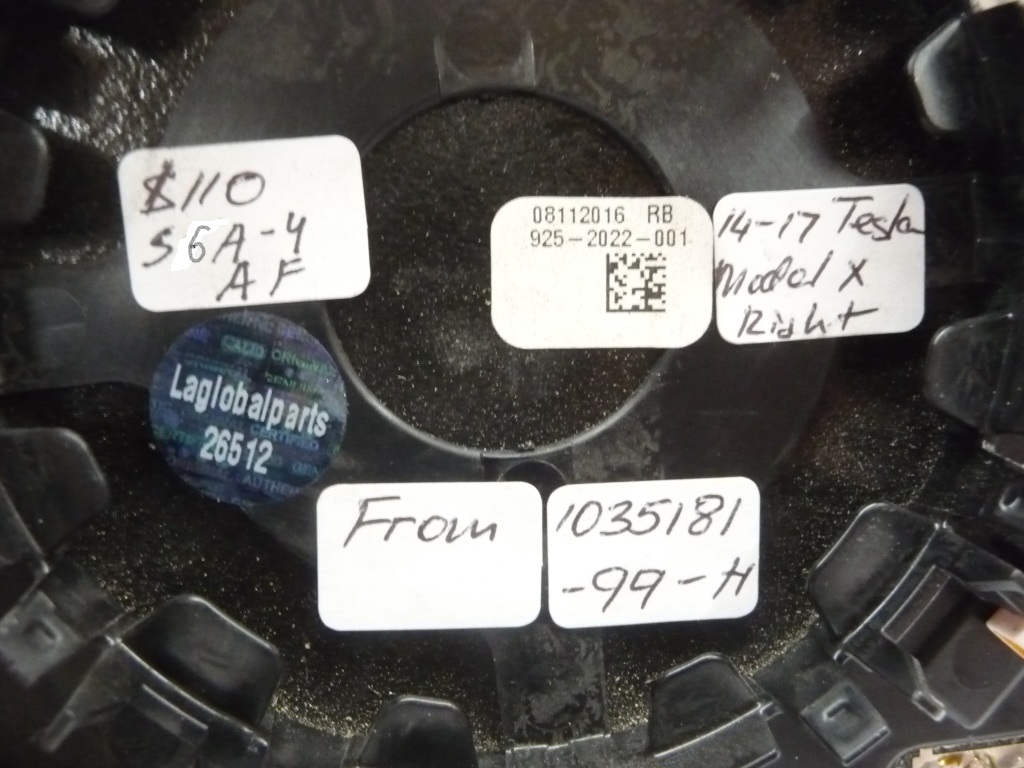 $110
S6A-4
AF
08112016 RB
925-2022-001
14-17 Tesla
Model X
Right
Laglobalparts
26512
From
1035181
-99-H